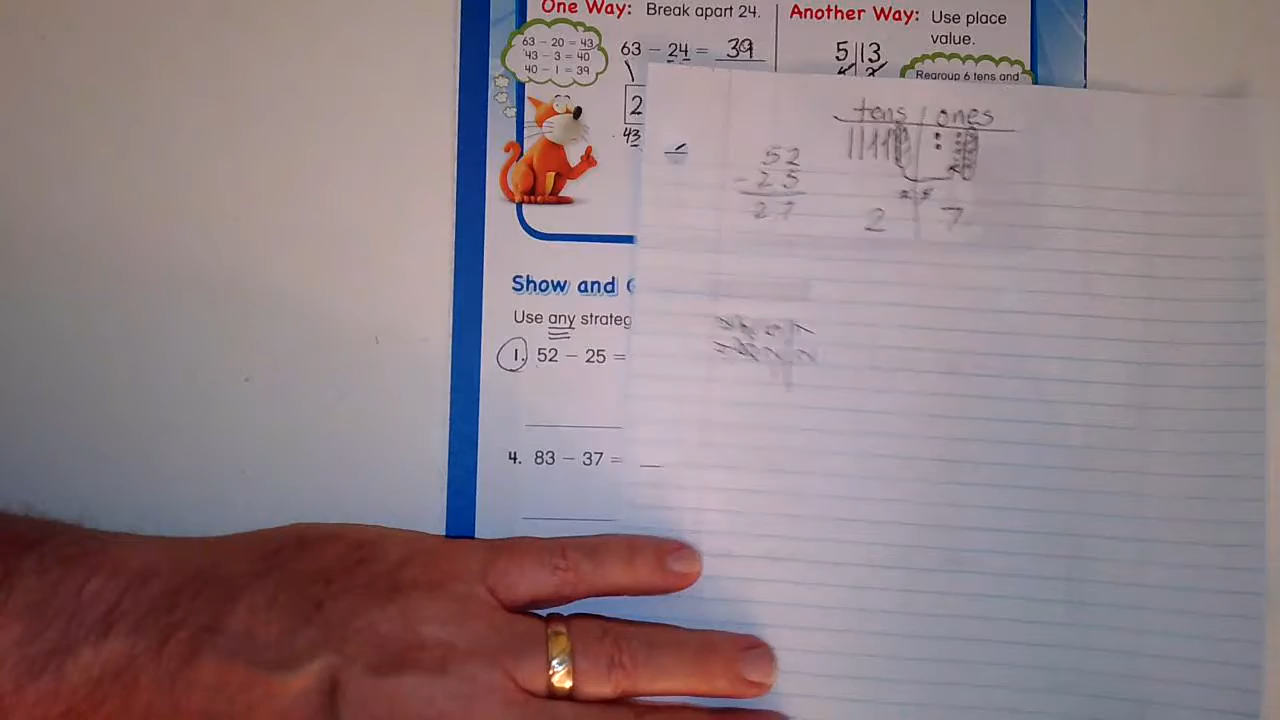 One Way: Break apart 24.
63 – 20 = 43
43 – 3 = 40
40 – 1 = 39
63 – 24 = 39
2
43
Another Way: Use place
value.
5 13
Regroup 6 tens and
tens ones
52
- 25
27
2 7
Show and
Use any strateg
1. 52 – 25 =
4. 83 – 37 =